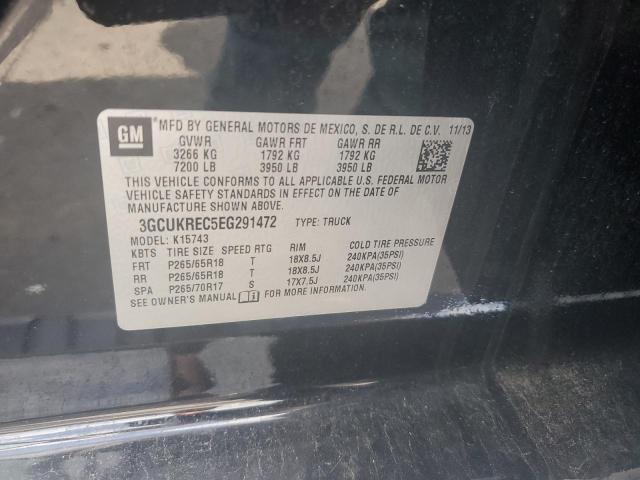 GM
MFD BY GENERAL MOTORS DE MEXICO, S. DE R.L. DE C.V. 11/13
GVWR GAWR FRT GAWR RR
3266 KG 1792 KG 1792 KG
7200 LB 3950 LB 3950 LB
THIS VEHICLE CONFORMS TO ALL APPLICABLE U.S. FEDERAL MOTOR
VEHICLE SAFETY STANDARDS IN EFFECT ON THE DATE OF
MANUFACTURE SHOWN ABOVE.
3GCUKREC5EG291472 TYPE: TRUCK
MODEL: K15743
KBTS TIRE SIZE SPEED RTG RIM COLD TIRE PRESSURE
FRT P265/65R18 T 18X8.5J 240KPA(35PSI)
RR P265/65R18 T 18X8.5J 240KPA(35PSI)
SPA P265/70R17 S 17X7.5J 240KPA(35PSI)
SEE OWNER'S MANUAL FOR MORE INFORMATION.